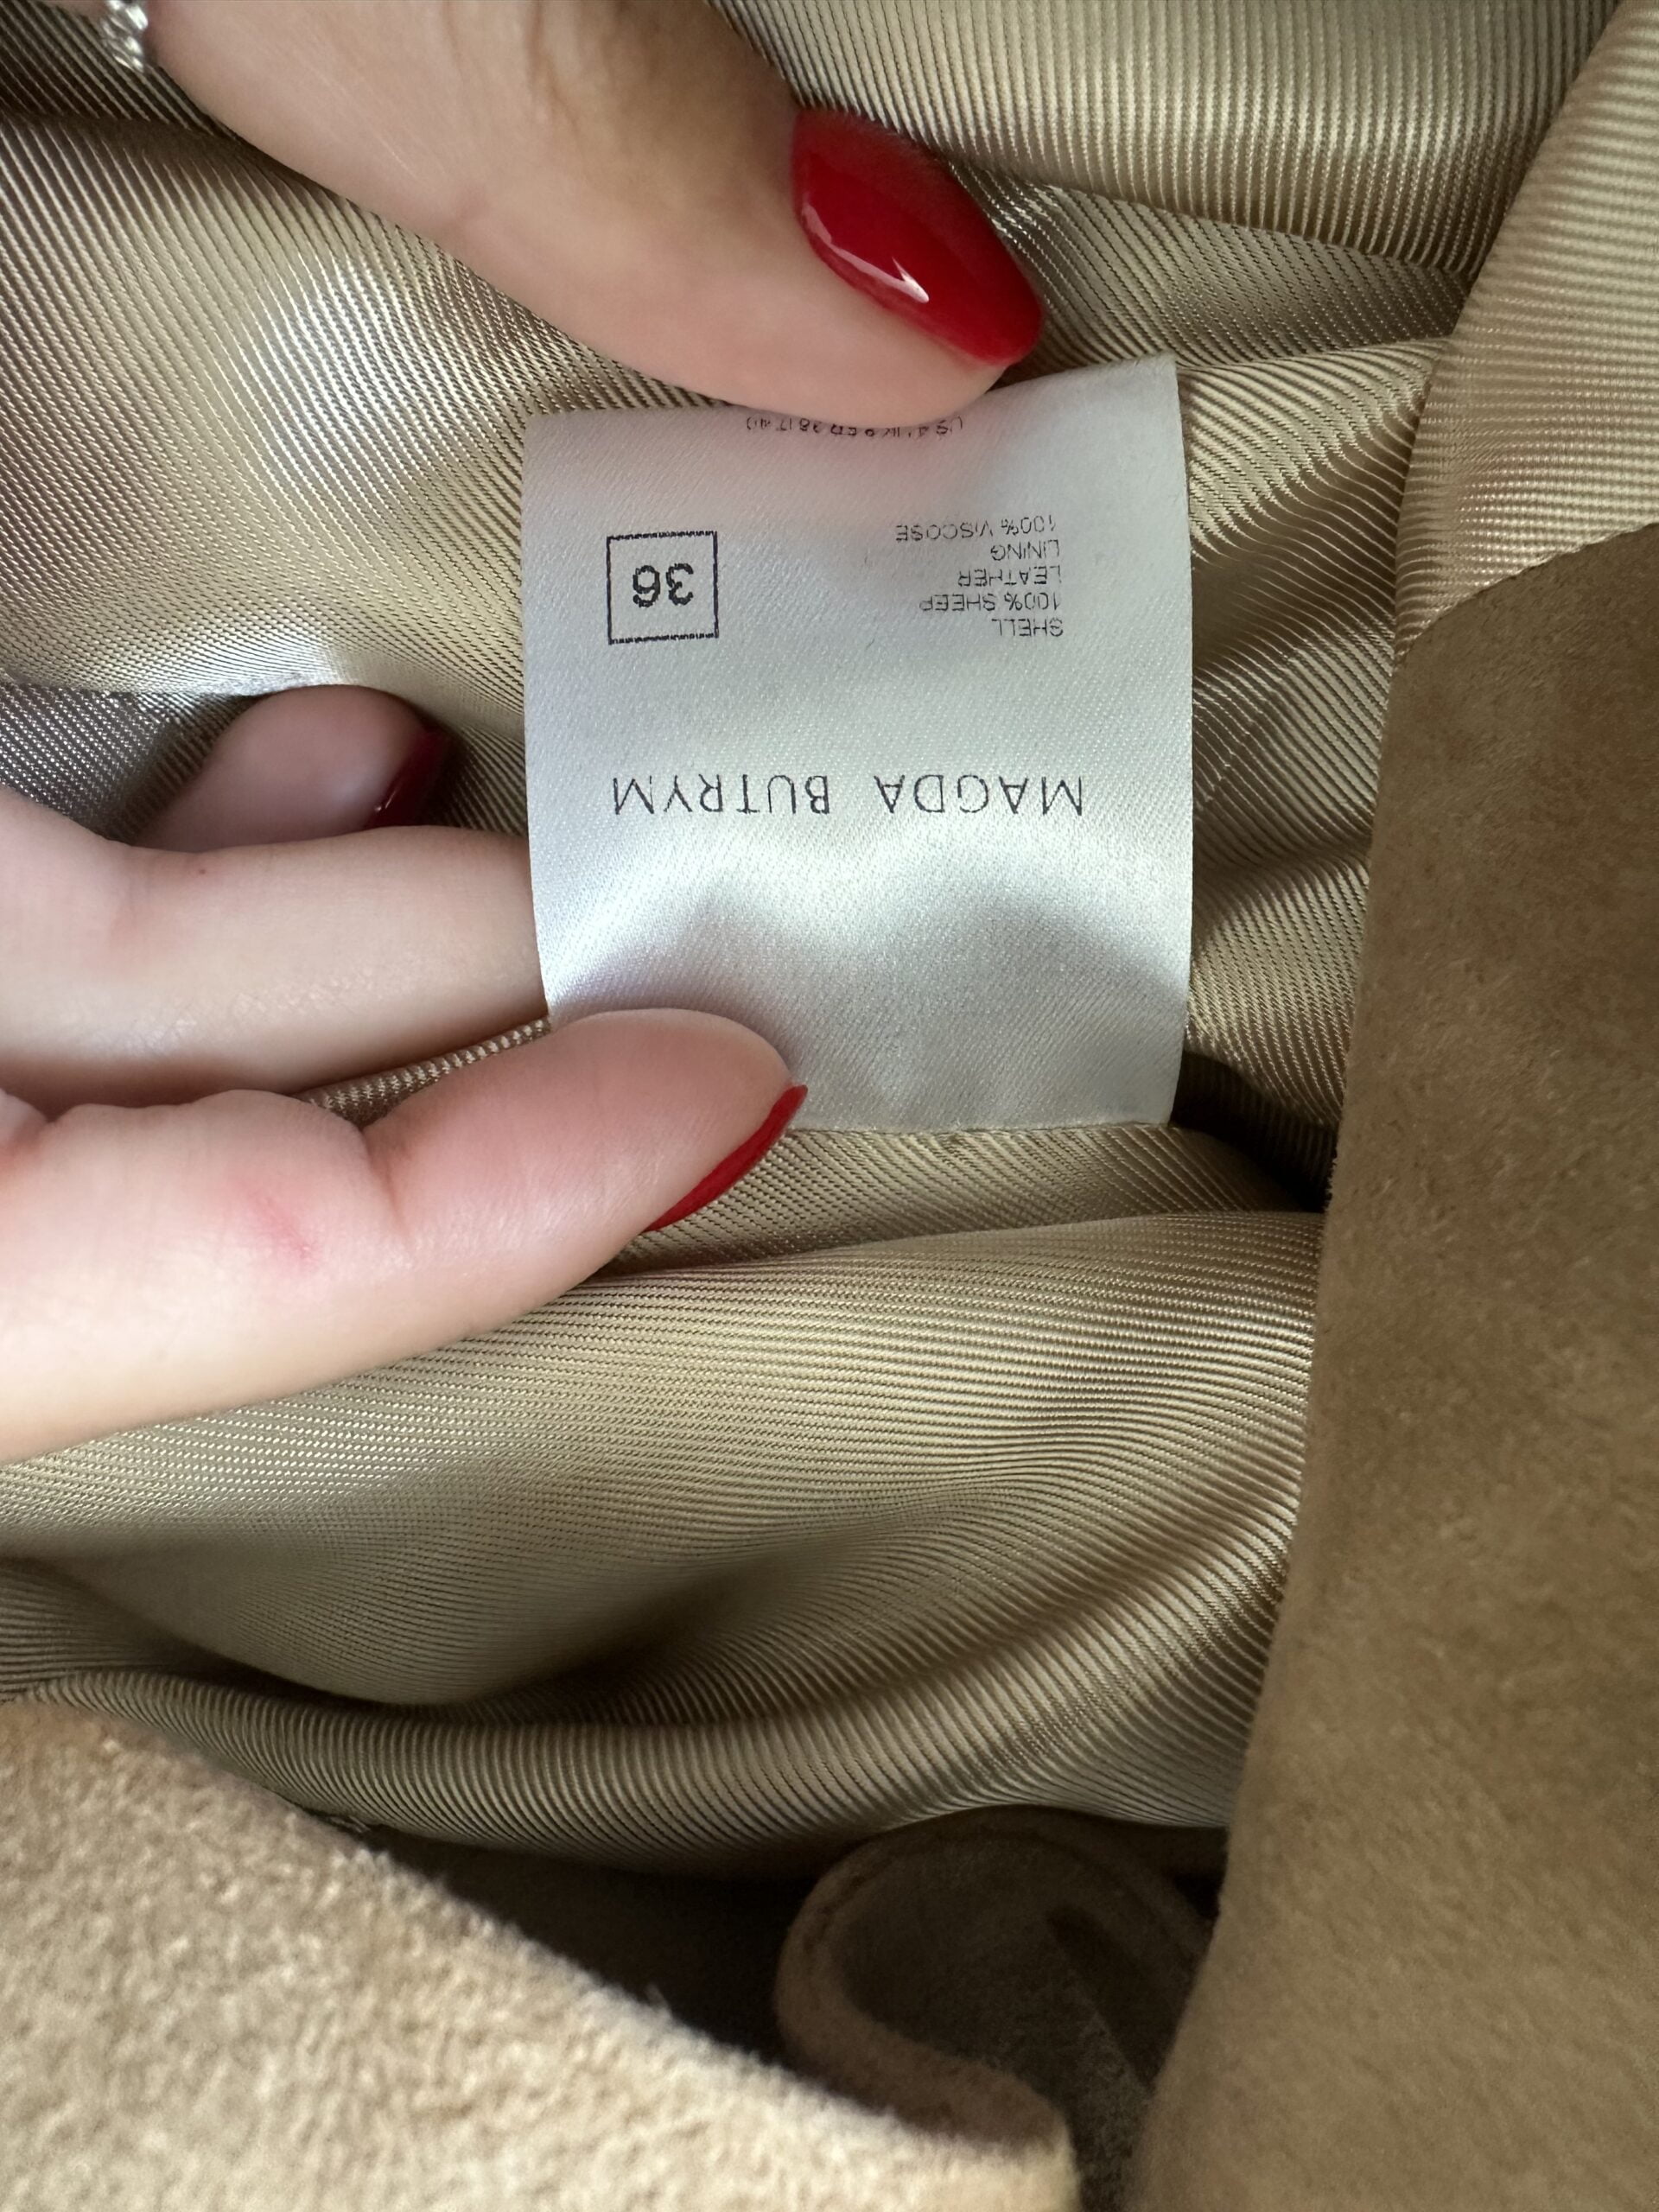 MAGDA BUTRYM
SHELL
100% SHEEP
LEATHER
LINING
100% VISCOSE
36